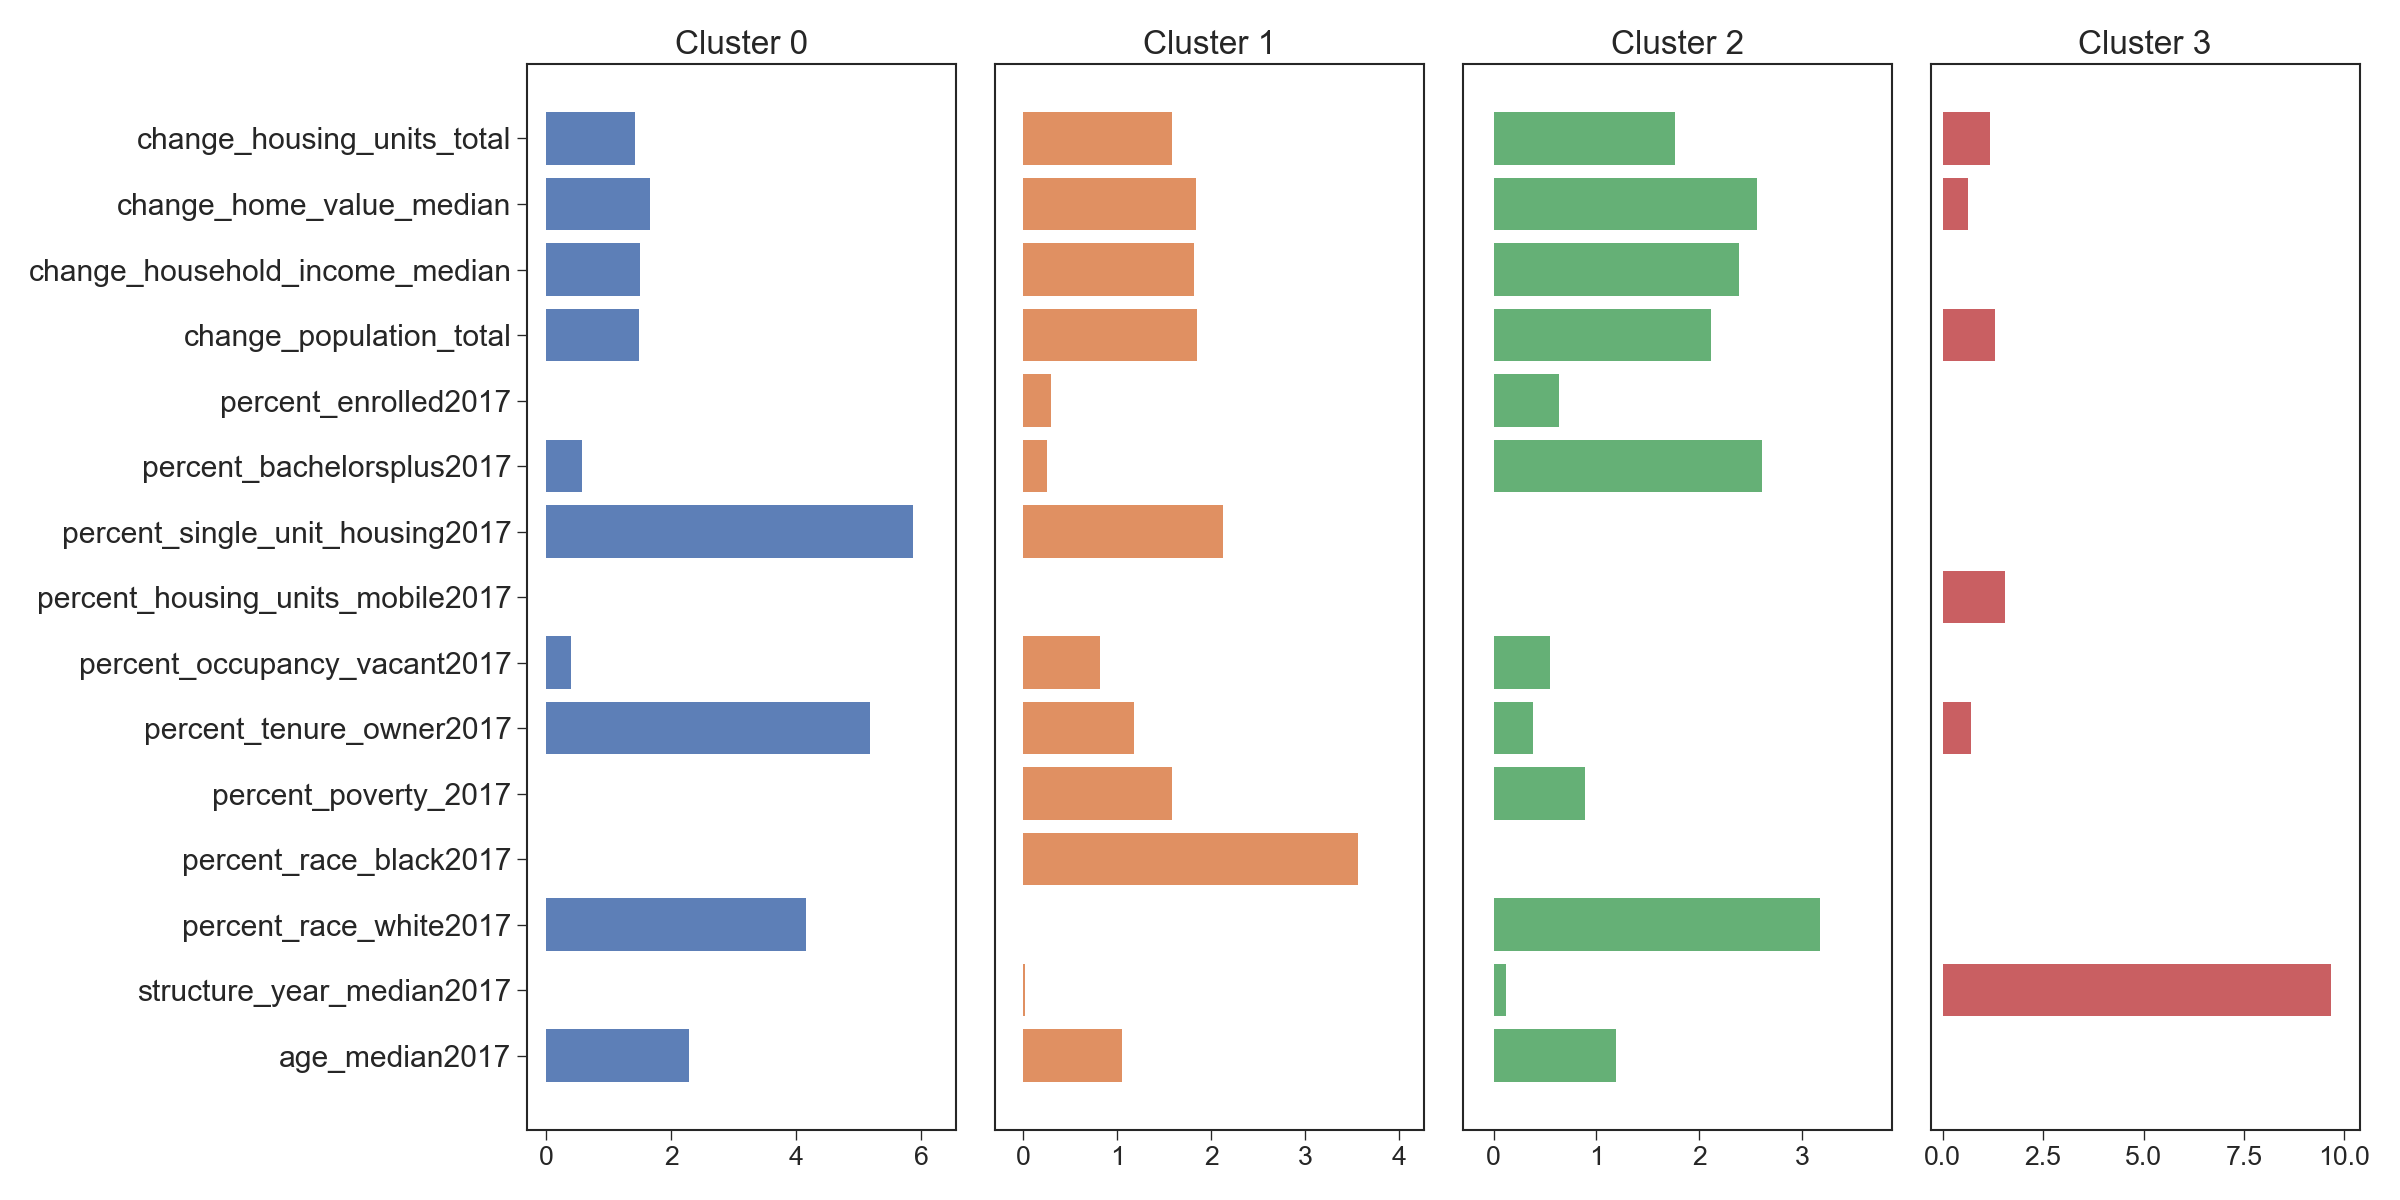 Cluster 0 Cluster 1 Cluster 2 Cluster 3
change_housing_units_total
change_home_value_median
change_household_income_median
change_population_total
percent_enrolled2017
percent_bachelorsplus2017
percent_single_unit_housing2017
percent_housing_units_mobile2017
percent_occupancy_vacant2017
percent_tenure_owner2017
percent_poverty_2017
percent_race_black2017
percent_race_white2017
structure_year_median2017
age_median2017
0 2 4 6 0 1 2 3 4 0 1 2 3 0.0 2.5 5.0 7.5 10.0